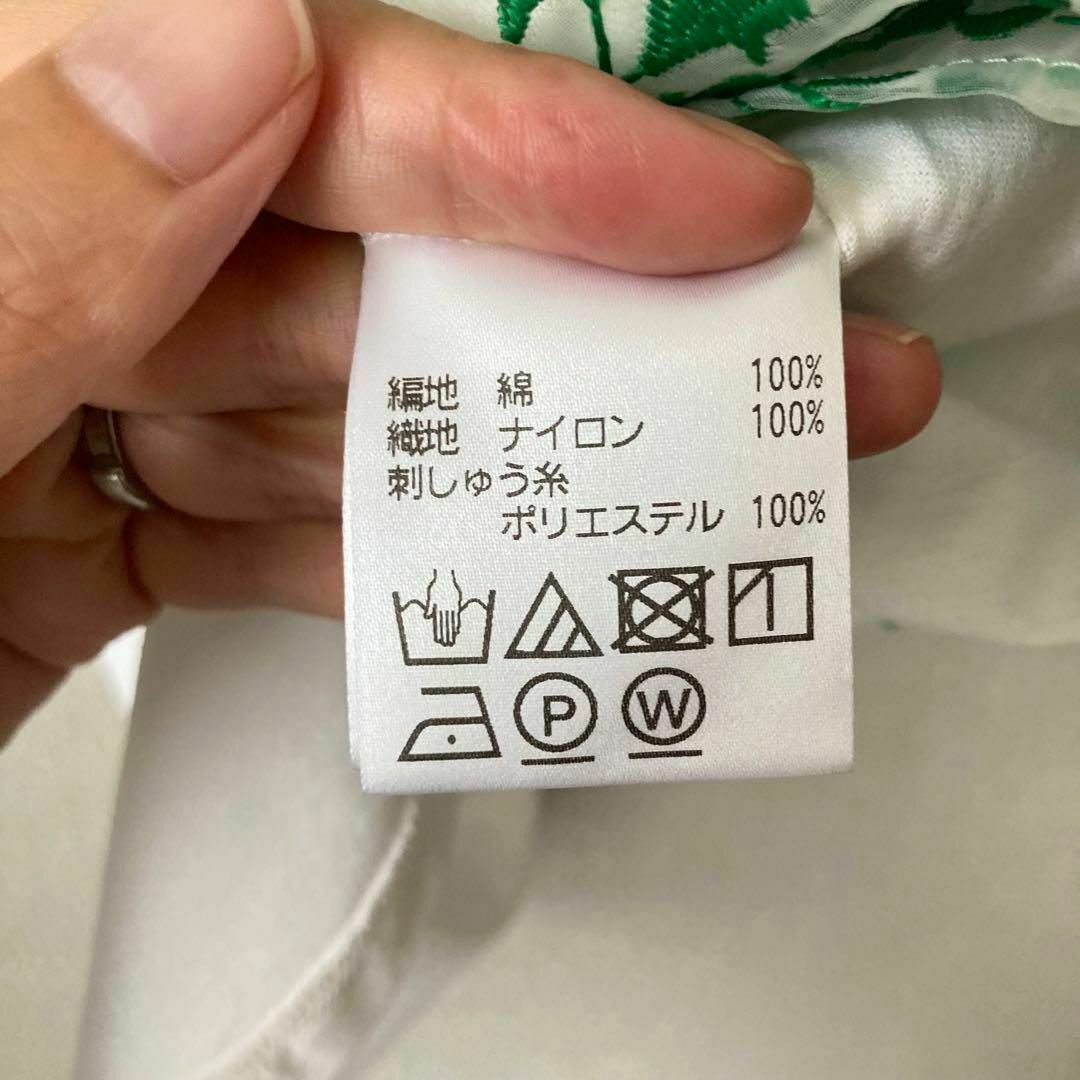 編地 綿 100%
織地 ナイロン 100%
刺しゅう糸
ポリエステル 100%
P W